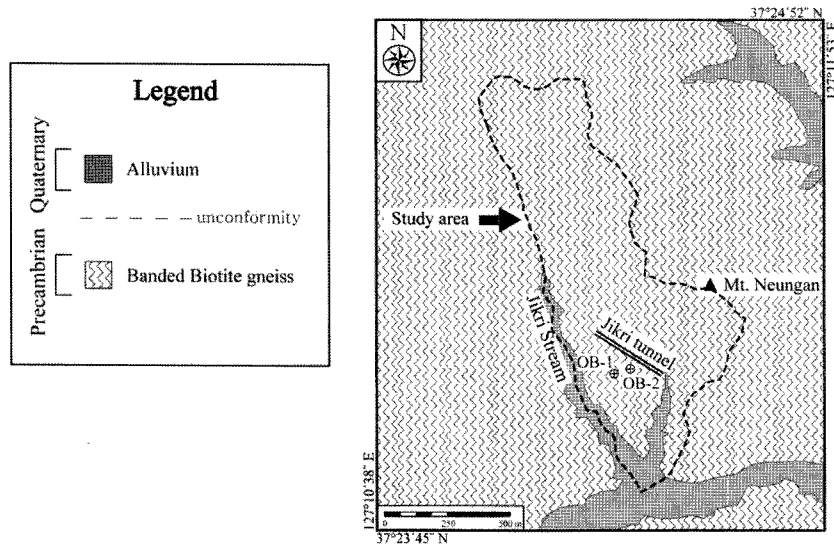 Legend
Quaternary
Alluvium
unconformity
Precambrian
Banded Biotite gneiss
37°24′52″ N
127°11′53″ E
N
Study area
Mt. Neungan
Jikri Stream
Jikri tunnel
OB-1
OB-2
127°10′38″ E
0 250 500 m
37°23′45″ N